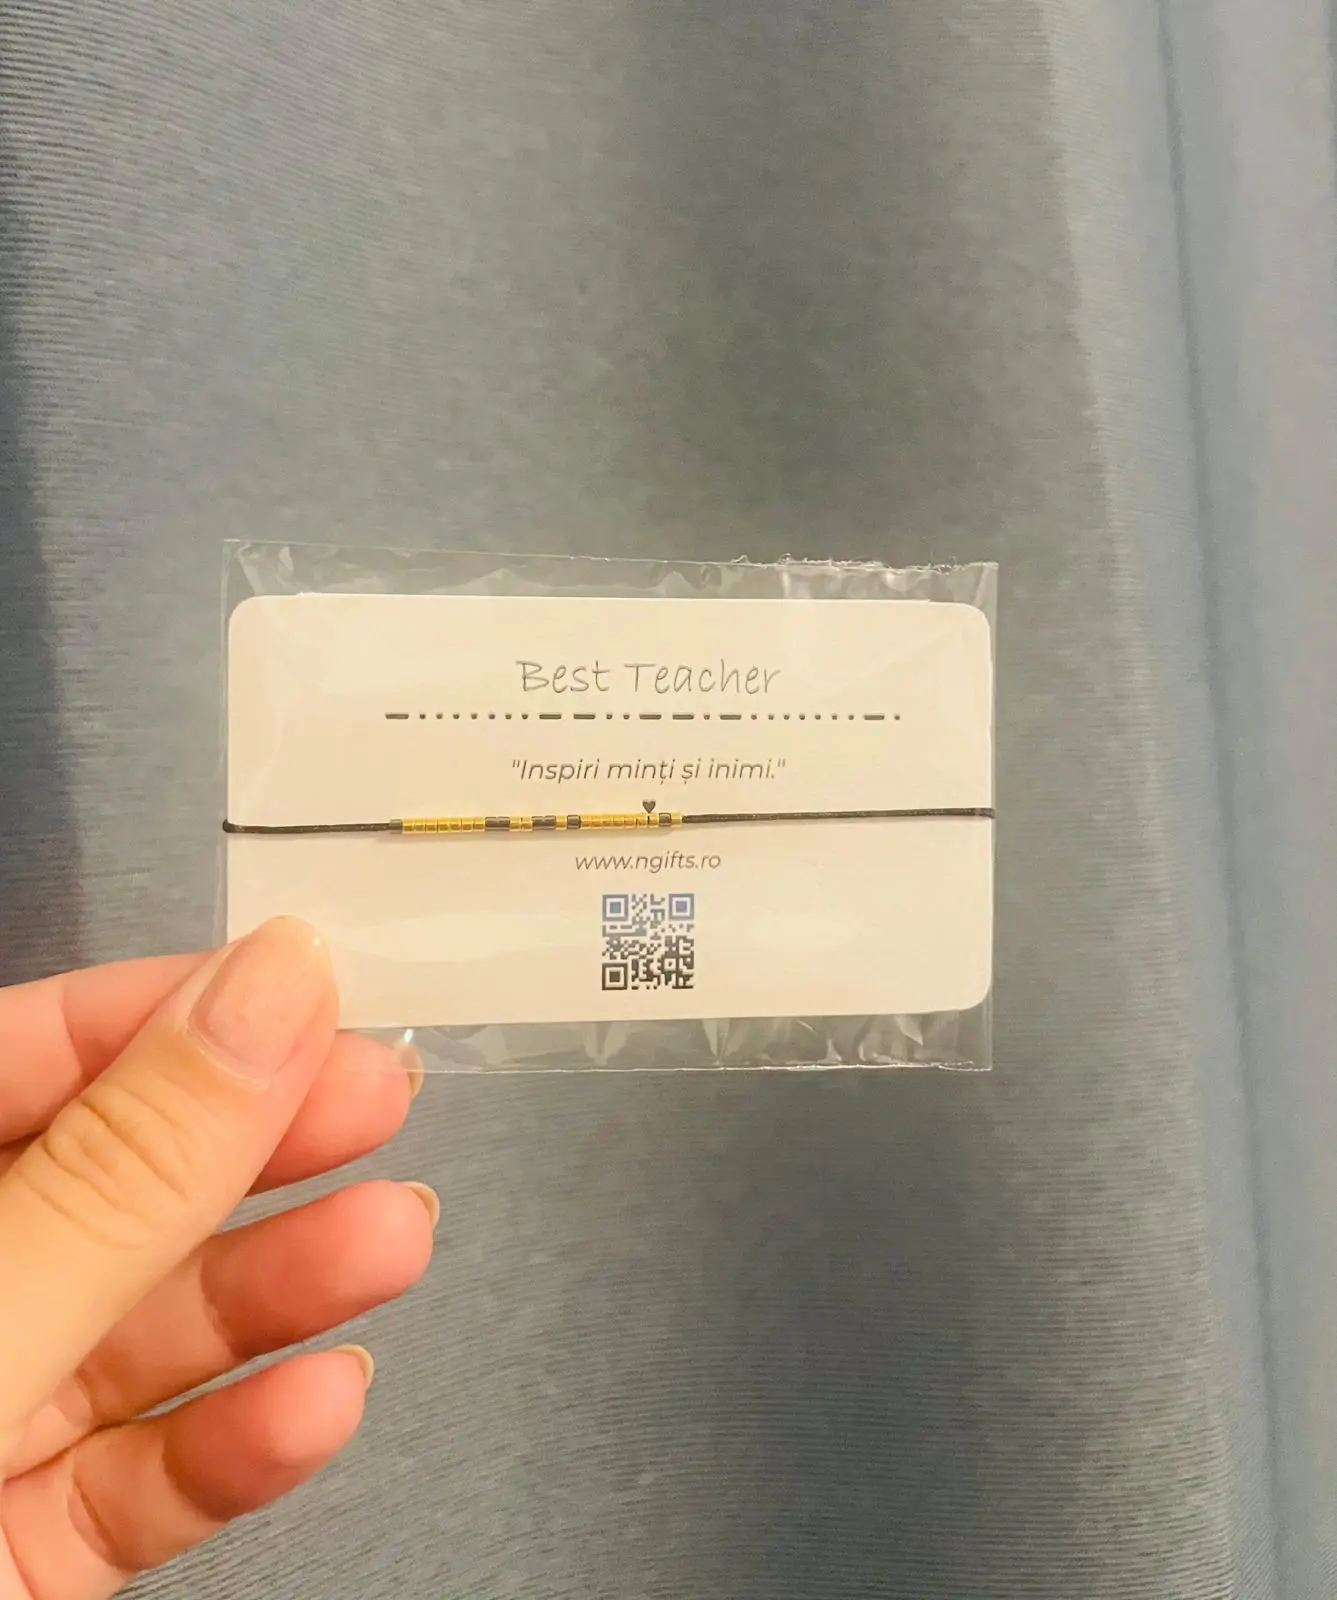 Best Teacher
"Inspiri minți și inimi."
www.ngifts.ro